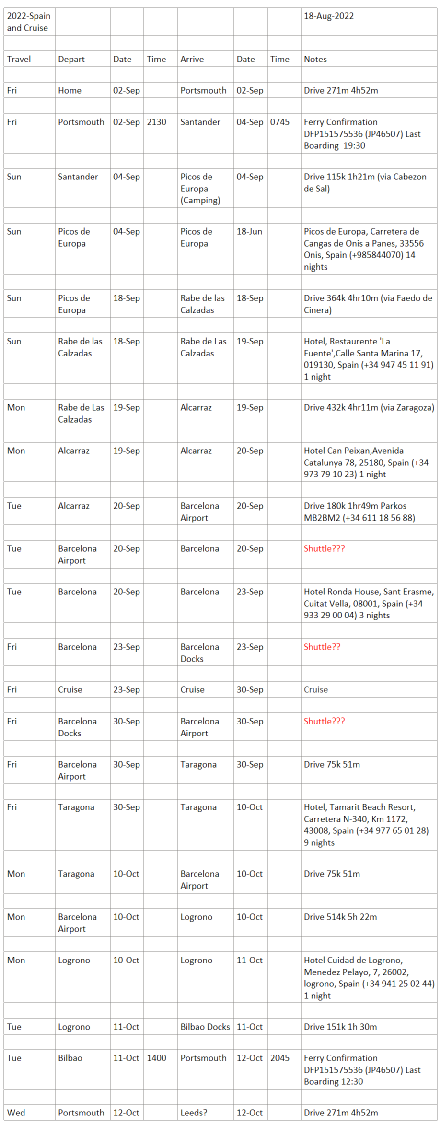 2022-Spain and Cruise 18-Aug-2022
Travel Depart Date Time Arrive Date Time Notes
Fri Home 02-Sep Portsmouth 02-Sep Drive 271m 4h52m
Fri Portsmouth 02-Sep 2130 Santander 04-Sep 0745 Ferry Confirmation
DFP151575536 (JP46507) Last
Boarding 19:30
Sun Santander 04-Sep Picos de Europa (Camping) 04-Sep Drive 115k 1h21m (via Cabezon
de Sal)
Sun Picos de Europa 04-Sep Picos de Europa 18-Jun Picos de Europa, Carretera de
Cangas de Onis a Panes, 33556
Onis, Spain (+985844070) 14
nights
Sun Picos de Europa 18-Sep Rabe de las Calzadas 18-Sep Drive 364k 4hr10m (via Faedo de
Cinera)
Sun Rabe de las Calzadas 18-Sep Rabe de Las Calzadas 19-Sep Hotel, Restaurente 'La
Fuente',Calle Santa Marina 17,
019130, Spain (+34 947 45 11 91)
1 night
Mon Rabe de Las Calzadas 19-Sep Alcarraz 19-Sep Drive 432k 4hr11m (via Zaragoza)
Mon Alcarraz 19-Sep Alcarraz 20-Sep Hotel Can Peixan,Avenida
Catalunya 78, 25180, Spain (+34
973 79 10 23) 1 night
Tue Alcarraz 20-Sep Barcelona Airport 20-Sep Drive 180k 1hr49m Parkos
MB2BM2 (+34 611 18 56 88)
Tue Barcelona Airport 20-Sep Barcelona 20-Sep Shuttle???
Tue Barcelona 20-Sep Barcelona 23-Sep Hotel Ronda House, Sant Erasme,
Cuitat Vella, 08001, Spain (+34
933 29 00 04) 3 nights
Fri Barcelona 23-Sep Barcelona Docks 23-Sep Shuttle??
Fri Cruise 23-Sep Cruise 30-Sep Cruise
Fri Barcelona Docks 30-Sep Barcelona Airport 30-Sep Shuttle???
Fri Barcelona Airport 30-Sep Taragona 30-Sep Drive 75k 51m
Fri Taragona 30-Sep Taragona 10-Oct Hotel, Tamarit Beach Resort,
Carretera N-340, Km 1172,
43008, Spain (+34 977 65 01 28)
9 nights
Mon Taragona 10-Oct Barcelona Airport 10-Oct Drive 75k 51m
Mon Barcelona Airport 10-Oct Logrono 10-Oct Drive 514k 5h 22m
Mon Logrono 10-Oct Logrono 11-Oct Hotel Cuidad de Logrono,
Menedez Pelayo, 7, 26002,
logrono, Spain (+34 941 25 02 44)
1 night
Tue Logrono 11-Oct Bilbao Docks 11-Oct Drive 151k 1h 30m
Tue Bilbao 11-Oct 1400 Portsmouth 12-Oct 2045 Ferry Confirmation
DFP151575536 (JP46507) Last
Boarding 12:30
Wed Portsmouth 12-Oct Leeds? 12-Oct Drive 271m 4h52m